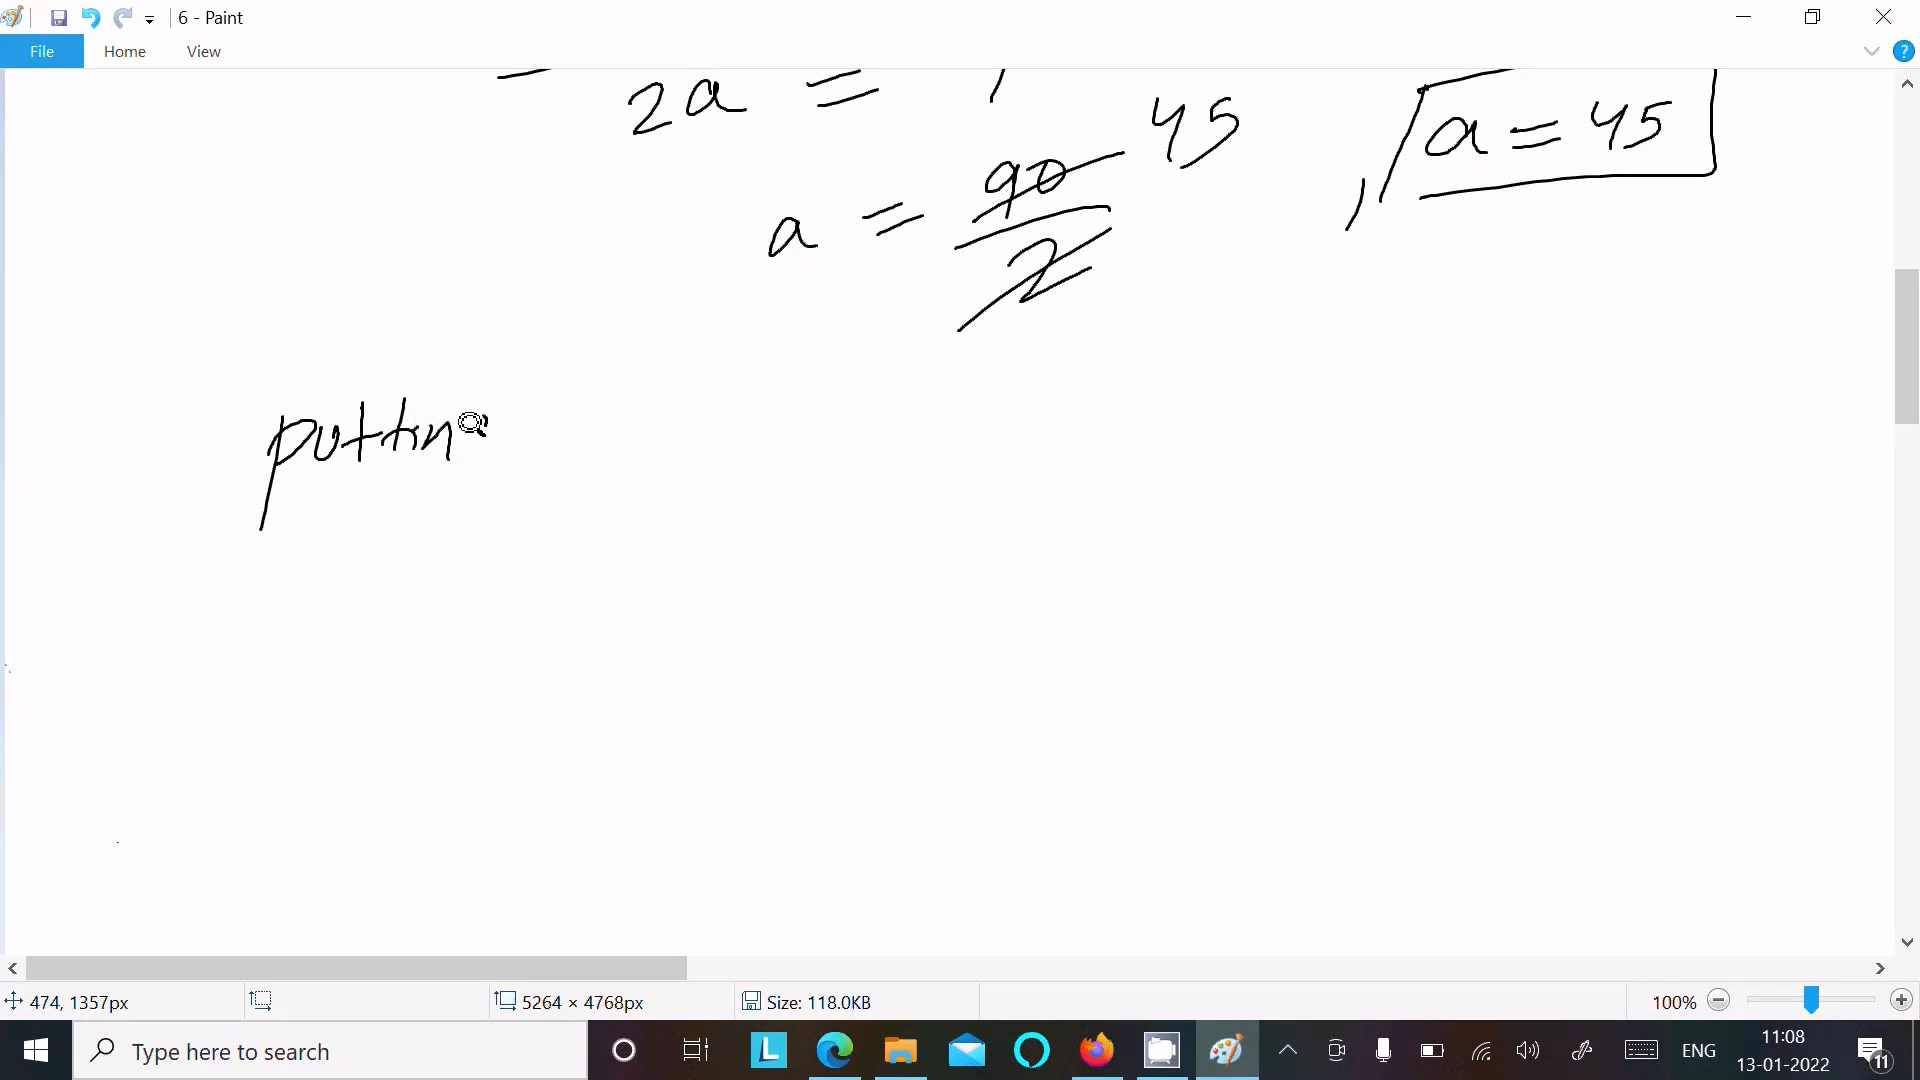 6 - Paint
File Home View
2a =
45
a = 90/2
, a = 45
puttin
474, 1357px
5264 × 4768px
Size: 118.0KB
100%
Type here to search
L
ENG
11:08
13-01-2022
11